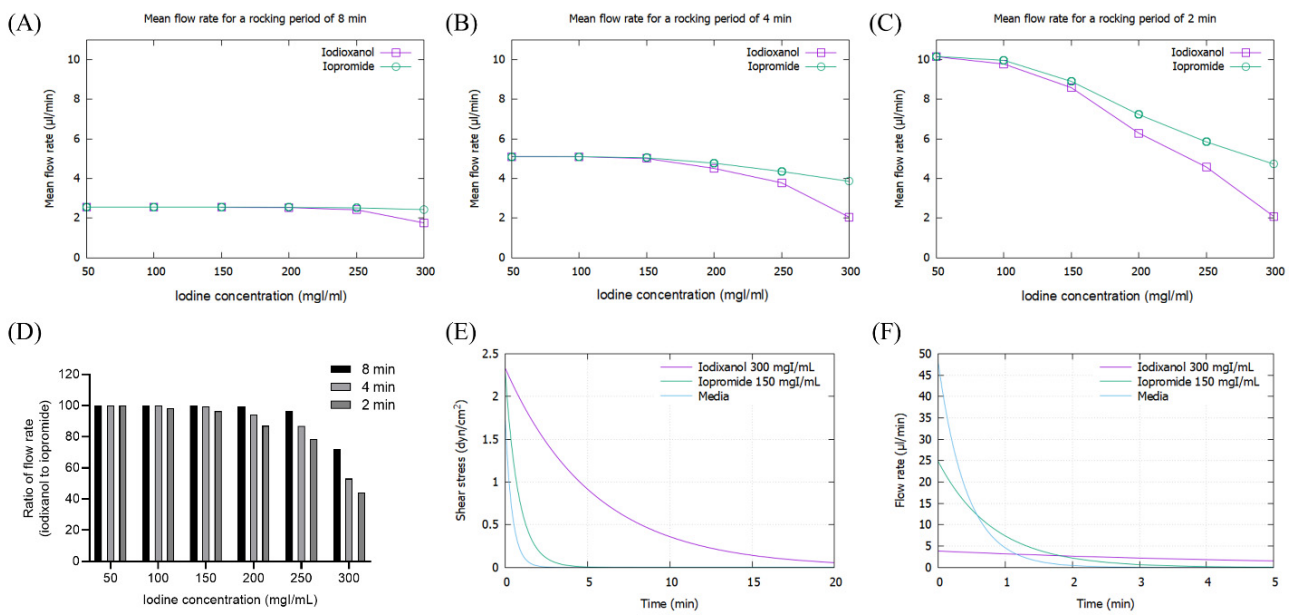 (A)
Mean flow rate for a rocking period of 8 min
Iodioxanol
Iopromide
Mean flow rate (µl/min)
10
8
6
4
2
0
50 100 150 200 250 300
Iodine concentration (mgI/ml)
(B)
Mean flow rate for a rocking period of 4 min
Iodioxanol
Iopromide
Mean flow rate (µl/min)
10
8
6
4
2
0
50 100 150 200 250 300
Iodine concentration (mgI/ml)
(C)
Mean flow rate for a rocking period of 2 min
Iodioxanol
Iopromide
Mean flow rate (µl/min)
10
8
6
4
2
0
50 100 150 200 250 300
Iodine concentration (mgI/ml)
(D)
8 min
4 min
2 min
Ratio of flow rate
(iodixanol to iopromide)
120
100
80
60
40
20
0
50 100 150 200 250 300
Iodine concentration (mgI/mL)
(E)
Iodixanol 300 mgI/mL
Iopromide 150 mgI/mL
Media
Shear stress (dyn/cm²)
2.5
2
1.5
1
0.5
0
0 5 10 15 20
Time (min)
(F)
Iodixanol 300 mgI/mL
Iopromide 150 mgI/mL
Media
Flow rate (µl/min)
50
45
40
35
30
25
20
15
10
5
0
0 1 2 3 4 5
Time (min)